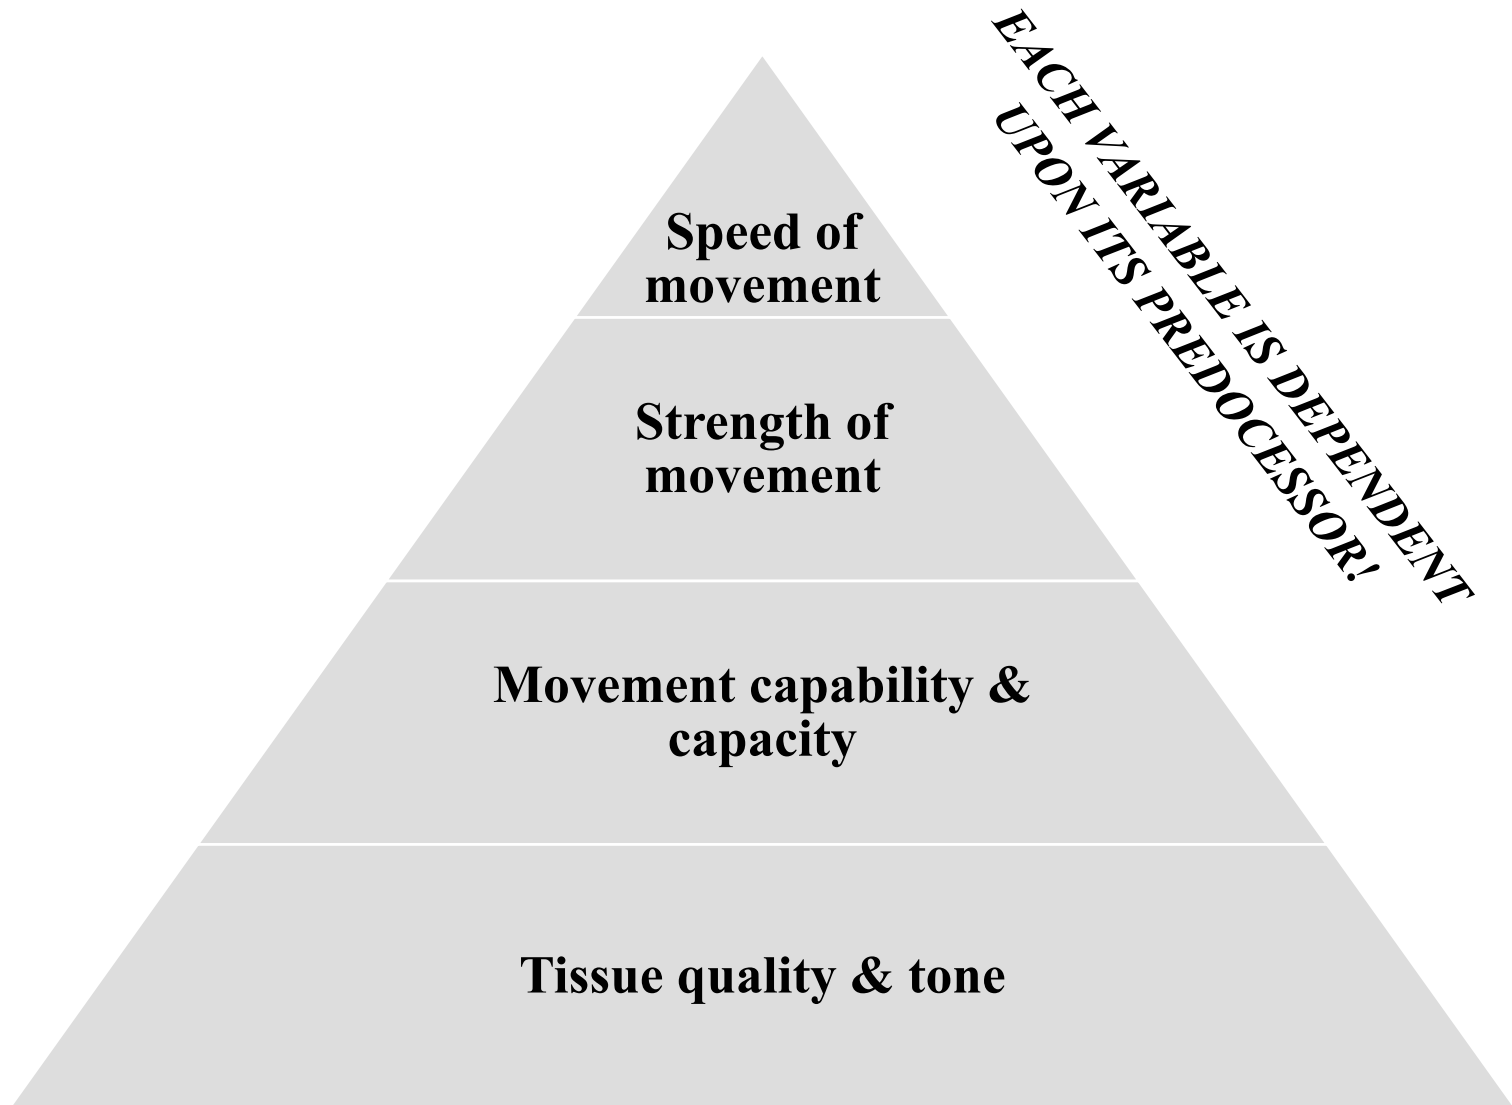 EACH VARIABLE IS DEPENDENT
UPON ITS PREDOCESSOR!
Speed of
movement
Strength of
movement
Movement capability &
capacity
Tissue quality & tone